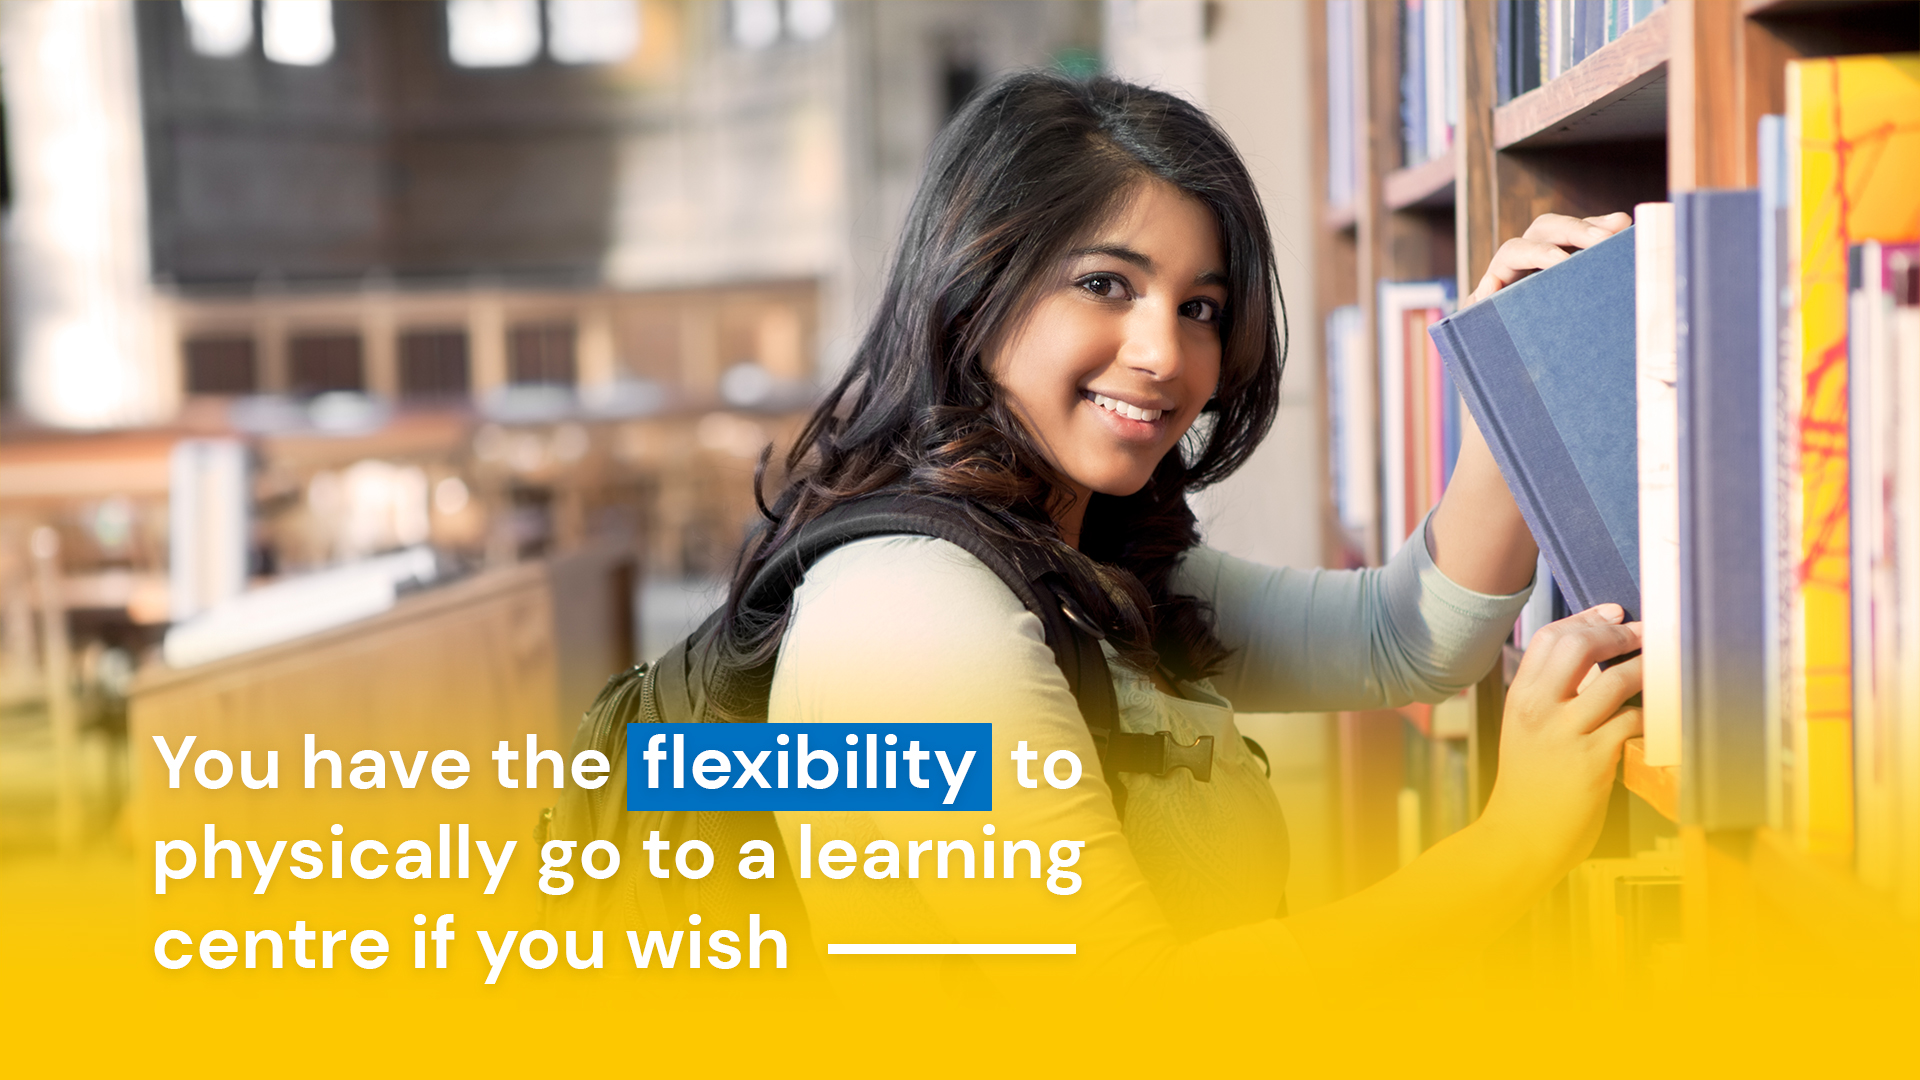 You have the flexibility to
physically go to a learning
centre if you wish